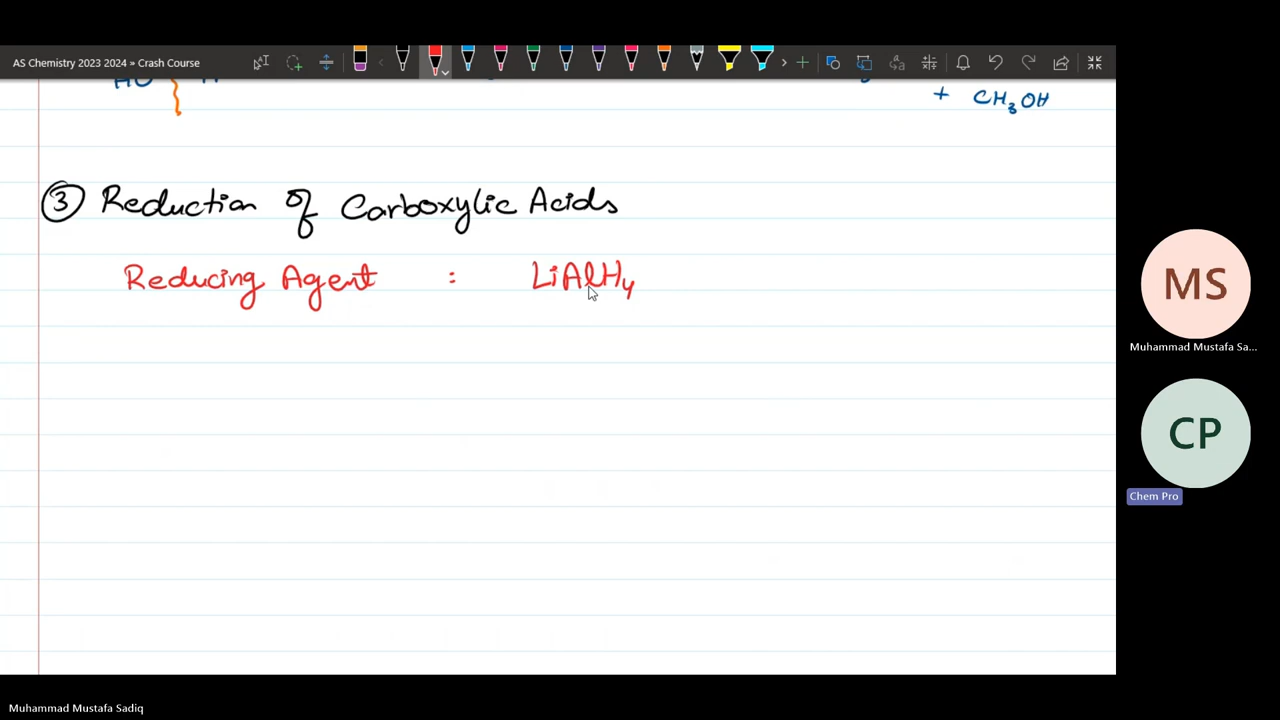 AS Chemistry 2023 2024 » Crash Course
HO H
+ CH₃OH
③ Reduction of Carboxylic Acids
Reducing Agent : LiAlH₄
MS
Muhammad Mustafa Sa...
CP
Chem Pro
Muhammad Mustafa Sadiq